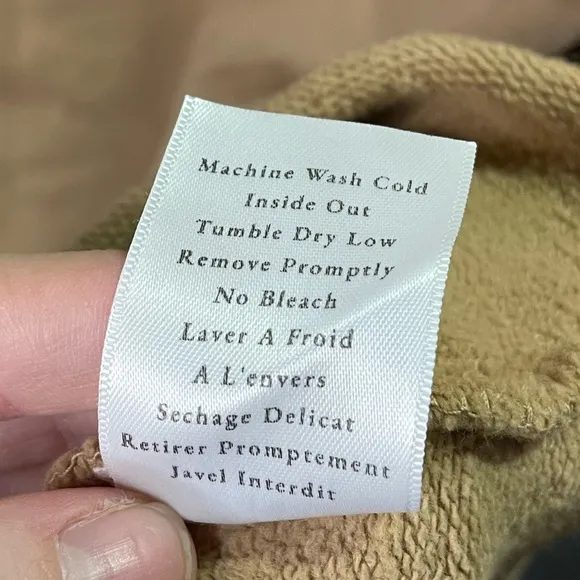 Machine Wash Cold
Inside Out
Tumble Dry Low
Remove Promptly
No Bleach
Laver A Froid
A L'envers
Sechage Delicat
Retirer Promptement
Javel Interdit